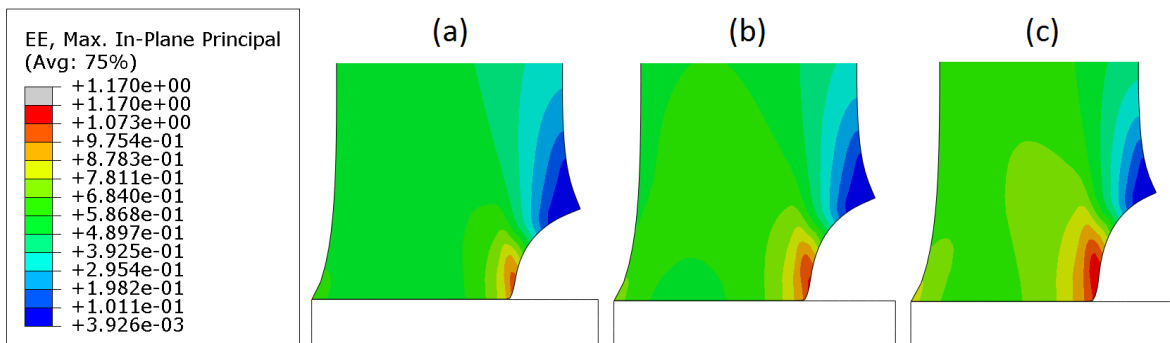 EE, Max. In-Plane Principal
(Avg: 75%)
+1.170e+00
+1.170e+00
+1.073e+00
+9.754e-01
+8.783e-01
+7.811e-01
+6.840e-01
+5.868e-01
+4.897e-01
+3.925e-01
+2.954e-01
+1.982e-01
+1.011e-01
+3.926e-03
(a)
(b)
(c)